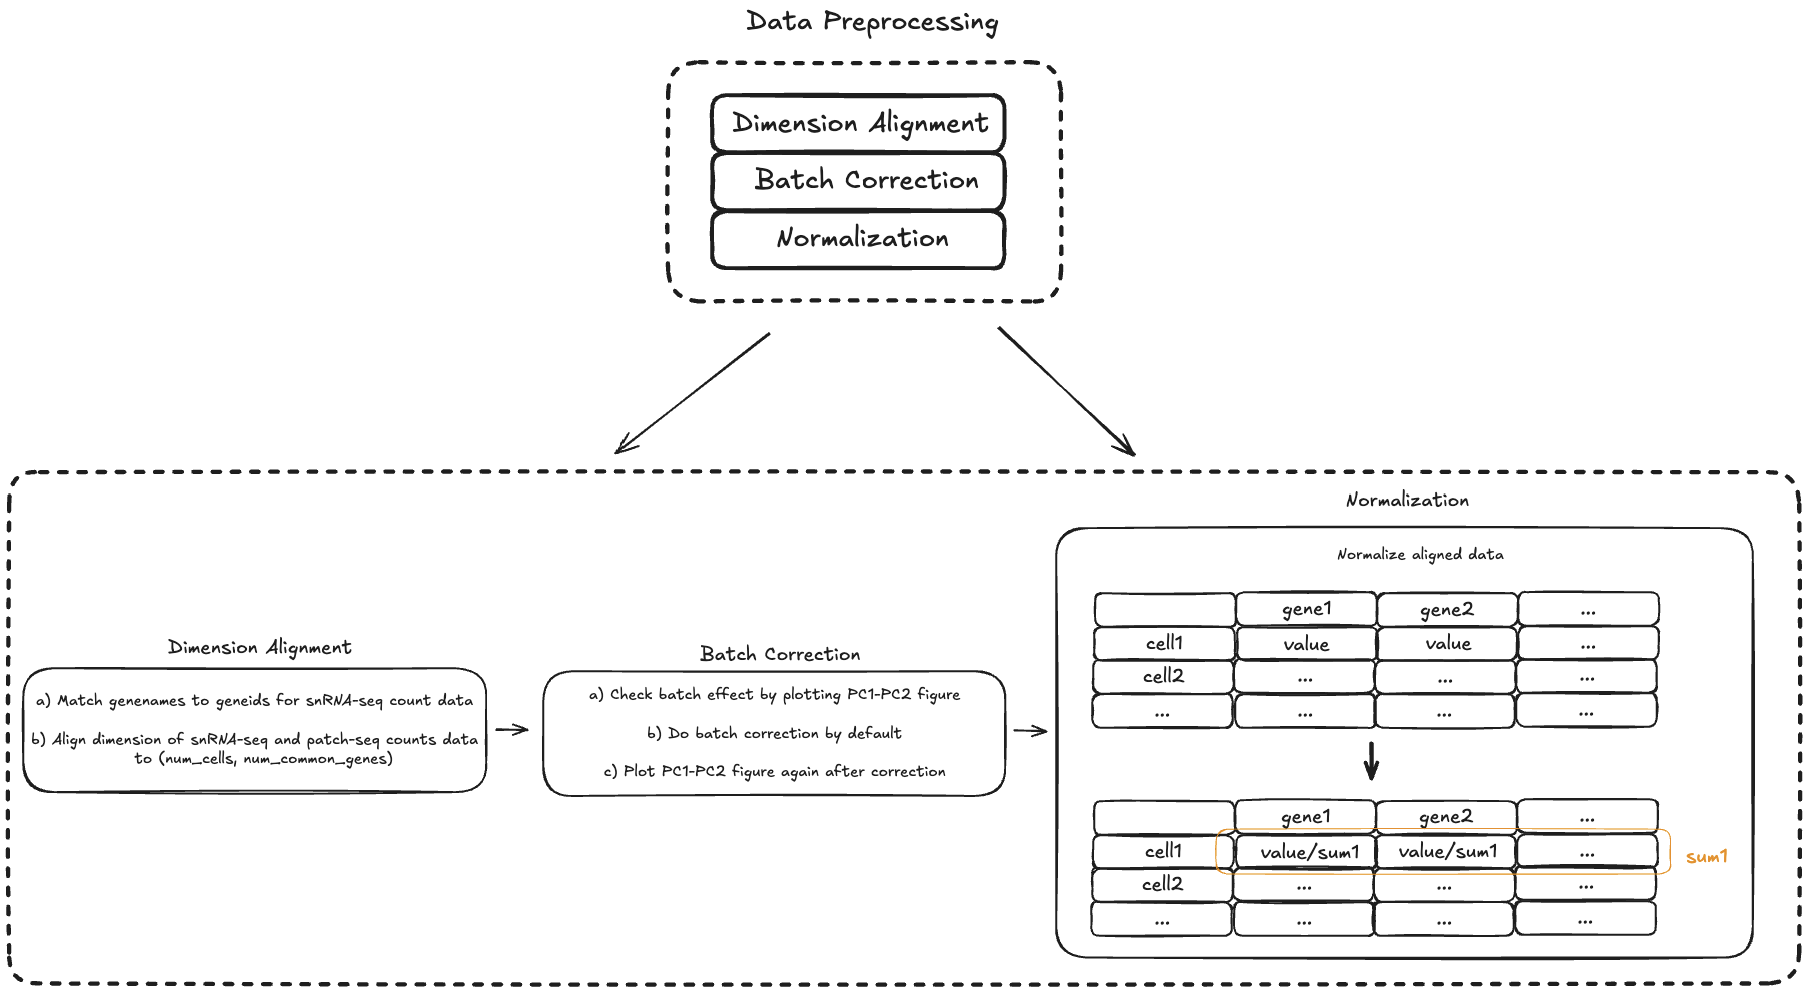 Data Preprocessing
Dimension Alignment
Batch Correction
Normalization
Dimension Alignment
a) Match genenames to geneids for snRNA-seq count data
b) Align dimension of snRNA-seq and patch-seq counts data
to (num_cells, num_common_genes)
Batch Correction
a) Check batch effect by plotting PC1-PC2 figure
b) Do batch correction by default
c) Plot PC1-PC2 figure again after correction
Normalization
Normalize aligned data
gene1 gene2 ...
cell1 value value ...
cell2 ... ... ...
... ... ... ...
gene1 gene2 ...
cell1 value/sum1 value/sum1 ... sum1
cell2 ... ... ...
... ... ... ...